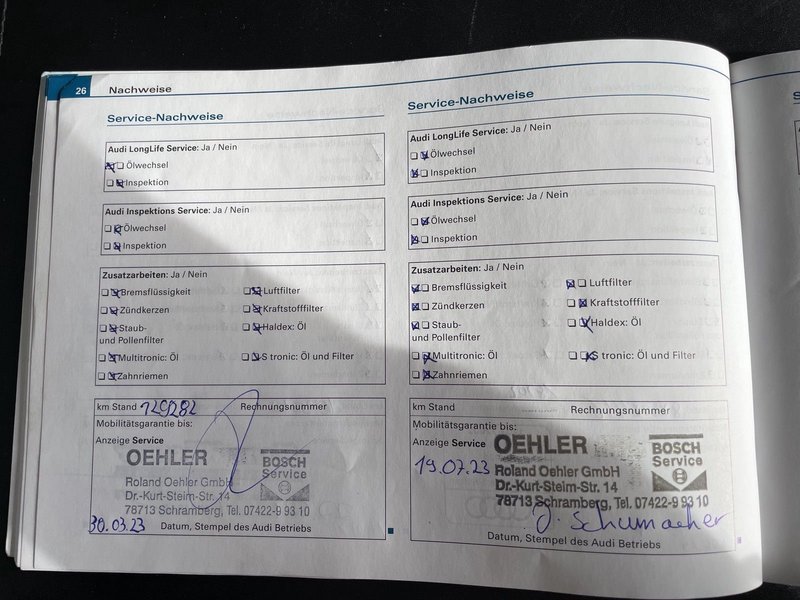 26 Nachweise
Service-Nachweise
Audi LongLife Service: Ja / Nein
Ölwechsel
Inspektion
Audi Inspektions Service: Ja / Nein
Ölwechsel
Inspektion
Zusatzarbeiten: Ja / Nein
Bremsflüssigkeit Luftfilter
Zündkerzen Kraftstofffilter
Staub- Haldex: Öl
und Pollenfilter
Multitronic: Öl S tronic: Öl und Filter
Zahnriemen
km Stand 129282 Rechnungsnummer
Mobilitätsgarantie bis:
Anzeige Service
OEHLER BOSCH
Service
Roland Oehler GmbH
Dr.-Kurt-Steim-Str. 14
78713 Schramberg, Tel. 07422-9 93 10
30.03.23
Datum, Stempel des Audi Betriebs
Service-Nachweise
Audi LongLife Service: Ja / Nein
Ölwechsel
Inspektion
Audi Inspektions Service: Ja / Nein
Ölwechsel
Inspektion
Zusatzarbeiten: Ja / Nein
Bremsflüssigkeit Luftfilter
Zündkerzen Kraftstofffilter
Staub- Haldex: Öl
und Pollenfilter
Multitronic: Öl S tronic: Öl und Filter
Zahnriemen
km Stand Rechnungsnummer
Mobilitätsgarantie bis:
Anzeige Service
OEHLER BOSCH
Service
19.07.23 Roland Oehler GmbH
Dr.-Kurt-Steim-Str. 14
78713 Schramberg, Tel. 07422-9 93 10
J. Schumacher
Datum, Stempel des Audi Betriebs